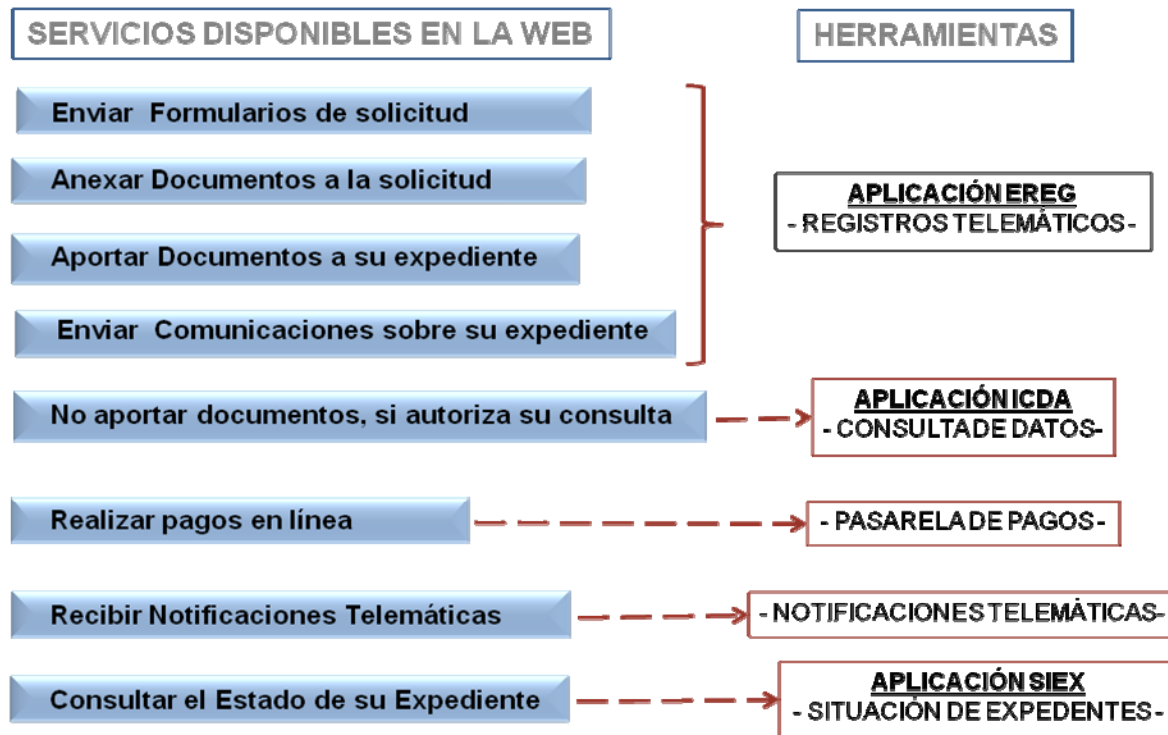 SERVICIOS DISPONIBLES EN LA WEB
HERRAMIENTAS
Enviar Formularios de solicitud
Anexar Documentos a la solicitud
Aportar Documentos a su expediente
Enviar Comunicaciones sobre su expediente
APLICACIÓN EREG
- REGISTROS TELEMÁTICOS -
No aportar documentos, si autoriza su consulta
APLICACIÓN ICDA
- CONSULTA DE DATOS-
Realizar pagos en línea
- PASARELA DE PAGOS -
Recibir Notificaciones Telemáticas
- NOTIFICACIONES TELEMÁTICAS-
Consultar el Estado de su Expediente
APLICACIÓN SIEX
- SITUACIÓN DE EXPEDENTES -